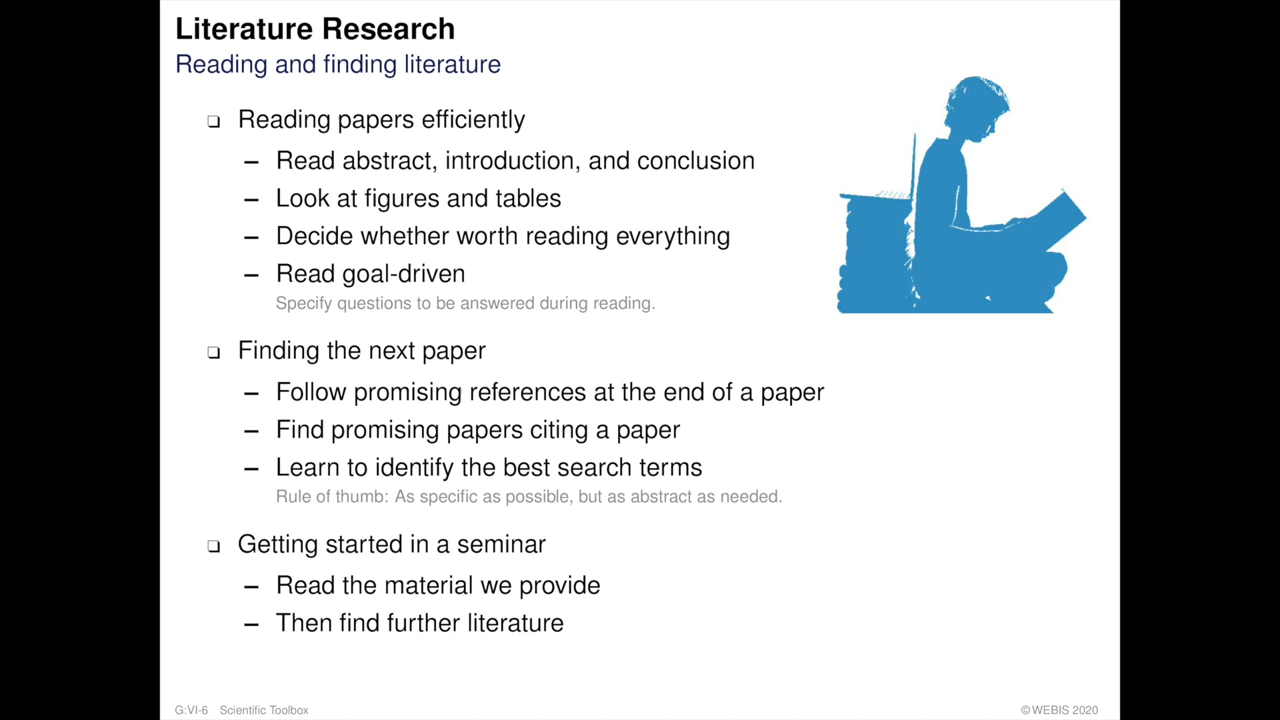 Literature Research
Reading and finding literature
❏ Reading papers efficiently
– Read abstract, introduction, and conclusion
– Look at figures and tables
– Decide whether worth reading everything
– Read goal-driven
Specify questions to be answered during reading.
❏ Finding the next paper
– Follow promising references at the end of a paper
– Find promising papers citing a paper
– Learn to identify the best search terms
Rule of thumb: As specific as possible, but as abstract as needed.
❏ Getting started in a seminar
– Read the material we provide
– Then find further literature
G:VI-6 Scientific Toolbox ©WEBIS 2020